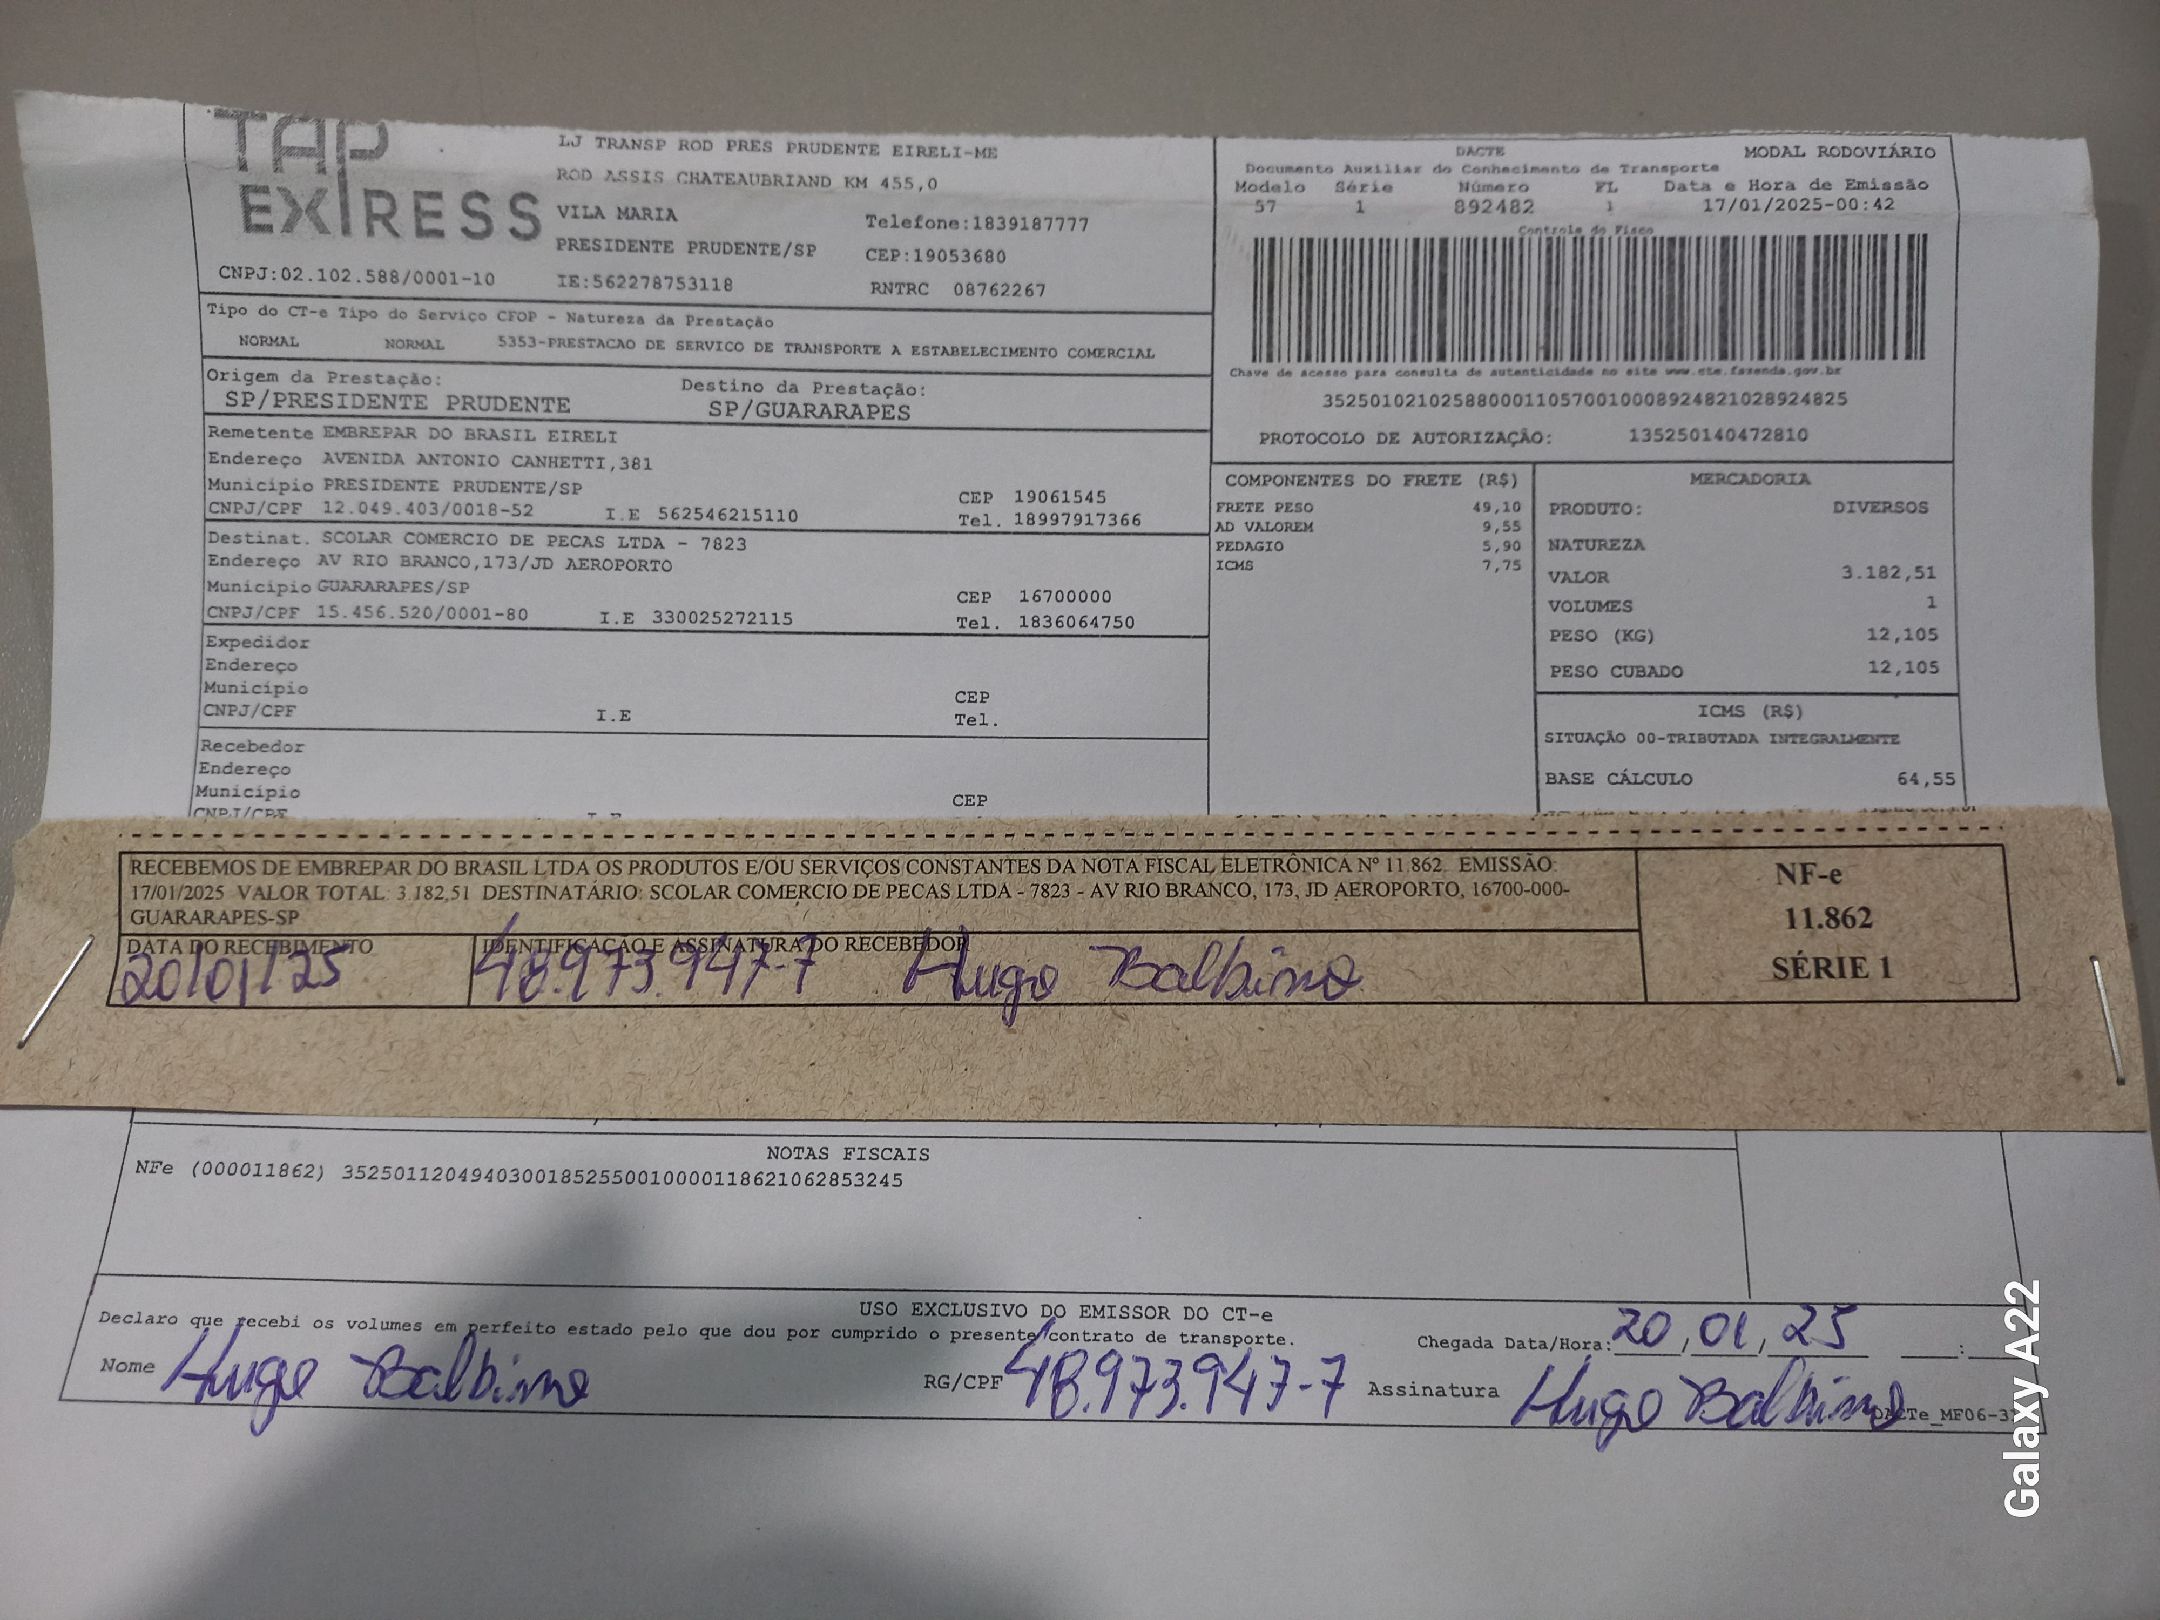 TAP
EXPRESS
LJ TRANSP ROD PRES PRUDENTE EIRELI-ME
ROD ASSIS CHATEAUBRIAND KM 455,0
VILA MARIA Telefone:1839187777
PRESIDENTE PRUDENTE/SP CEP:19053680
CNPJ:02.102.588/0001-10 IE:562278753118 RNTRC 08762267
DACTE MODAL RODOVIÁRIO
Documento Auxiliar do Conhecimento de Transporte
Modelo Série Número FL Data e Hora de Emissão
57 1 892482 1 17/01/2025-00:42
Controle do Fisco
Chave de acesso para consulta de autenticidade no site www.cte.fazenda.gov.br
35250102102588000110570010008924821028924825
PROTOCOLO DE AUTORIZAÇÃO: 135250140472810
Tipo do CT-e Tipo do Serviço CFOP - Natureza da Prestação
NORMAL NORMAL 5353-PRESTACAO DE SERVICO DE TRANSPORTE A ESTABELECIMENTO COMERCIAL
Origem da Prestação: Destino da Prestação:
SP/PRESIDENTE PRUDENTE SP/GUARARAPES
Remetente EMBREPAR DO BRASIL EIRELI
Endereço AVENIDA ANTONIO CANHETTI,381
Município PRESIDENTE PRUDENTE/SP CEP 19061545
CNPJ/CPF 12.049.403/0018-52 I.E 562546215110 Tel. 18997917366
Destinat. SCOLAR COMERCIO DE PECAS LTDA - 7823
Endereço AV RIO BRANCO,173/JD AEROPORTO
Município GUARARAPES/SP CEP 16700000
CNPJ/CPF 15.456.520/0001-80 I.E 330025272115 Tel. 1836064750
Expedidor
Endereço
Município CEP
CNPJ/CPF I.E Tel.
Recebedor
Endereço
Município CEP
CNPJ/CPF I.E
COMPONENTES DO FRETE (R$)
FRETE PESO 49,10
AD VALOREM 9,55
PEDAGIO 5,90
ICMS 7,75
MERCADORIA
PRODUTO: DIVERSOS
NATUREZA
VALOR 3.182,51
VOLUMES 1
PESO (KG) 12,105
PESO CUBADO 12,105
ICMS (R$)
SITUAÇÃO 00-TRIBUTADA INTEGRALMENTE
BASE CÁLCULO 64,55
RECEBEMOS DE EMBREPAR DO BRASIL LTDA OS PRODUTOS E/OU SERVIÇOS CONSTANTES DA NOTA FISCAL ELETRÔNICA Nº 11.862. EMISSÃO:
17/01/2025 VALOR TOTAL: 3.182,51 DESTINATÁRIO: SCOLAR COMERCIO DE PECAS LTDA - 7823 - AV RIO BRANCO, 173, JD AEROPORTO, 16700-000-
GUARARAPES-SP
DATA DO RECEBIMENTO IDENTIFICAÇÃO E ASSINATURA DO RECEBEDOR
20/01/25 48.973.947-7 Hugo Balbino
NF-e
11.862
SÉRIE 1
NOTAS FISCAIS
NFe (000011862) 35250112049403001852550010000118621062853245
USO EXCLUSIVO DO EMISSOR DO CT-e
Declaro que recebi os volumes em perfeito estado pelo que dou por cumprido o presente contrato de transporte.
Chegada Data/Hora: 20/01/25 :
Nome Hugo Balbino RG/CPF 48.973.947-7 Assinatura Hugo Balbino
DACTe_MF06-3
Galaxy A22